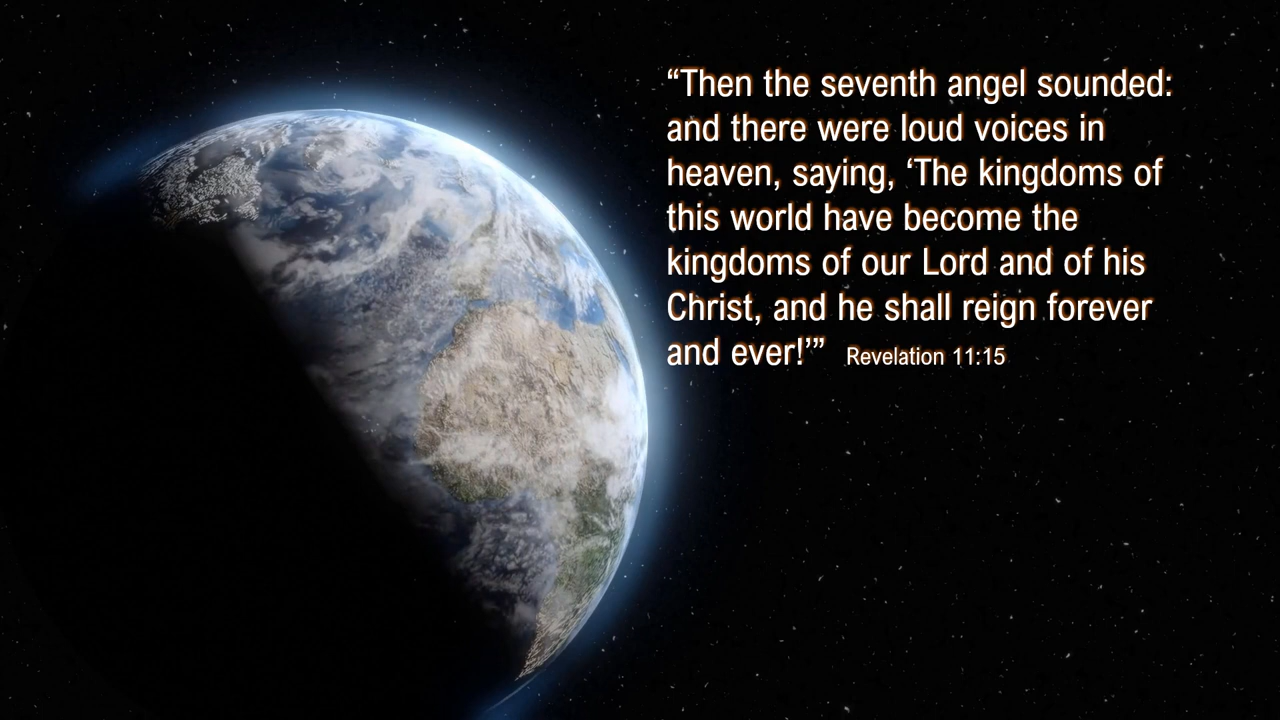 “Then the seventh angel sounded:
and there were loud voices in
heaven, saying, ‘The kingdoms of
this world have become the
kingdoms of our Lord and of his
Christ, and he shall reign forever
and ever!’” Revelation 11:15